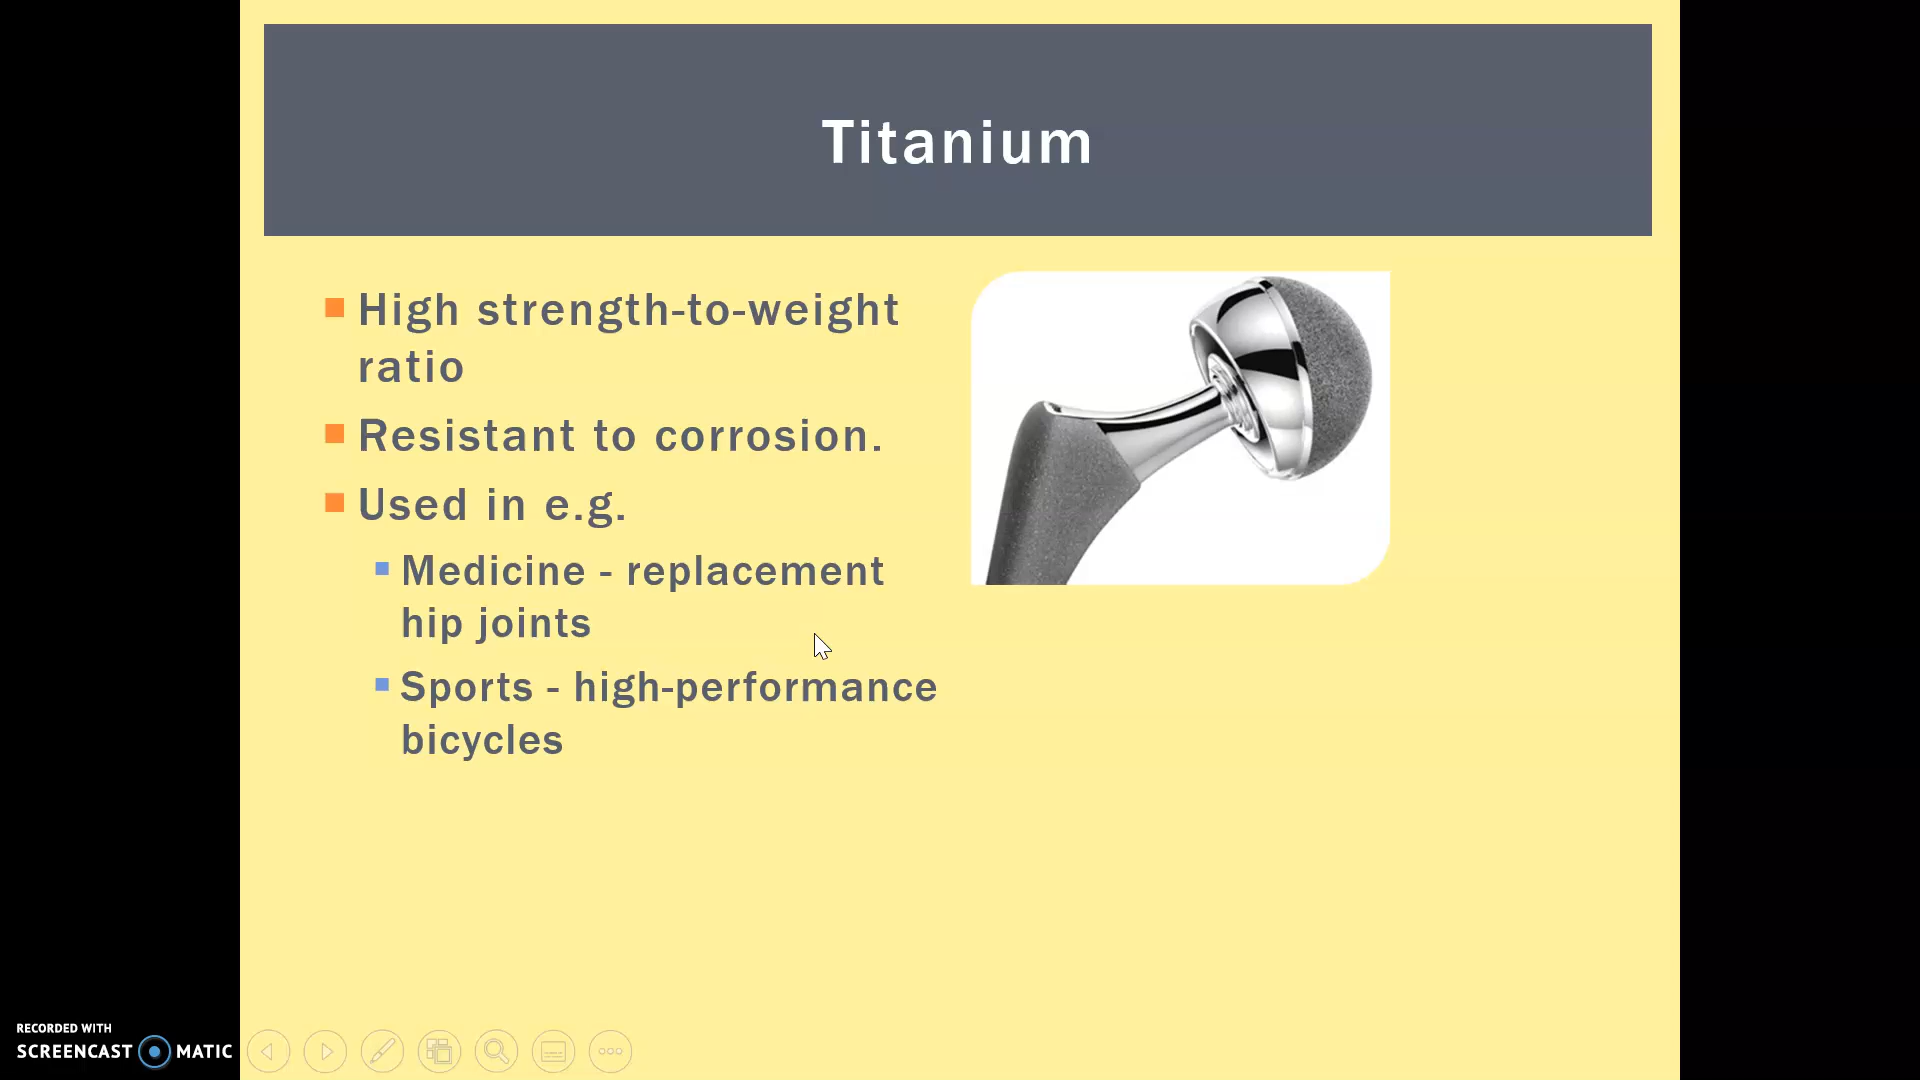 Titanium
High strength-to-weight
ratio
Resistant to corrosion.
Used in e.g.
Medicine - replacement
hip joints
Sports - high-performance
bicycles
RECORDED WITH
SCREENCAST MATIC